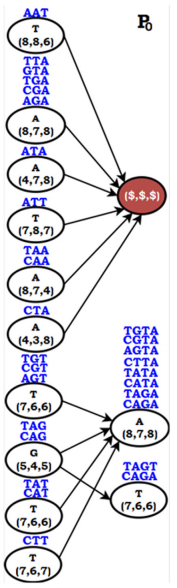 AAT
P0
T
(8,8,6)
TTA
GTA
TGA
CGA
AGA
A
(8,7,8)
ATA
A
(4,7,8)
($,$,$)
ATT
T
(7,8,7)
TAA
CAA
A
(8,7,4)
CTA
A
(4,3,8)
TGTA
CGTA
AGTA
CTTA
TATA
CATA
TAGA
CAGA
A
(8,7,8)
TGT
CGT
AGT
T
(7,6,6)
TAG
CAG
G
(5,4,5)
TAGT
CAGA
T
(7,6,6)
TAT
CAT
T
(7,6,6)
CTT
T
(7,6,7)